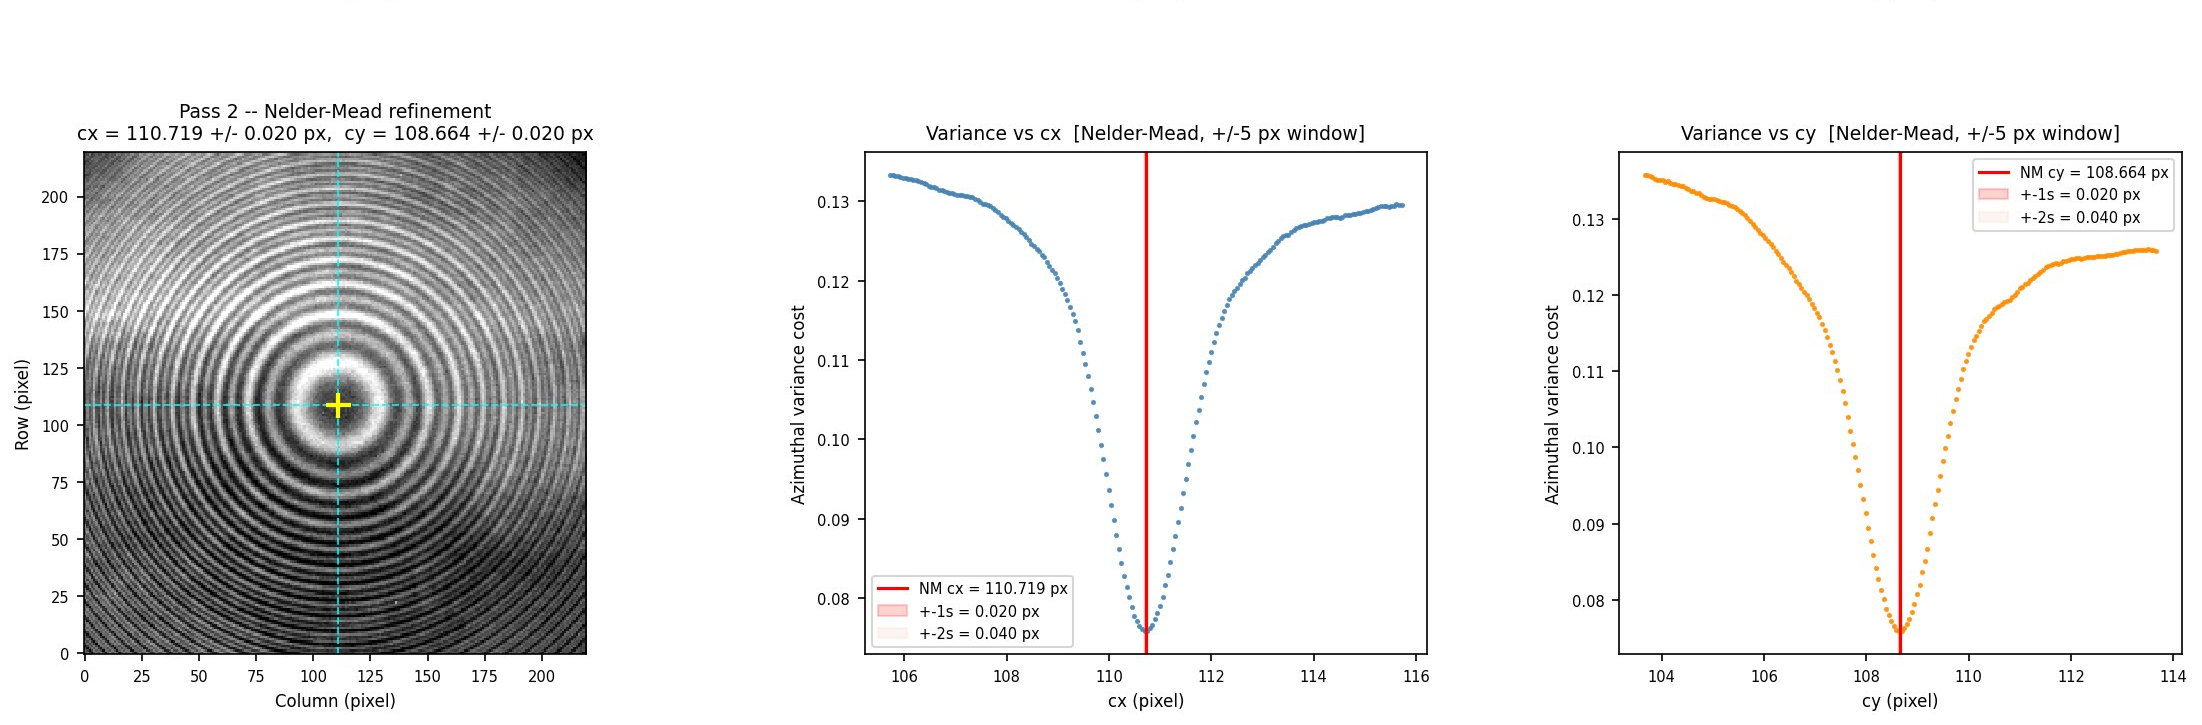 Pass 2 -- Nelder-Mead refinement
cx = 110.719 +/- 0.020 px,  cy = 108.664 +/- 0.020 px
200
175
150
125
100
75
50
25
0
Row (pixel)
0 25 50 75 100 125 150 175 200
Column (pixel)
Variance vs cx  [Nelder-Mead, +/-5 px window]
0.13
0.12
0.11
0.10
0.09
0.08
Azimuthal variance cost
NM cx = 110.719 px
+-1s = 0.020 px
+-2s = 0.040 px
106 108 110 112 114 116
cx (pixel)
Variance vs cy  [Nelder-Mead, +/-5 px window]
NM cy = 108.664 px
+-1s = 0.020 px
+-2s = 0.040 px
0.13
0.12
0.11
0.10
0.09
0.08
Azimuthal variance cost
104 106 108 110 112 114
cy (pixel)